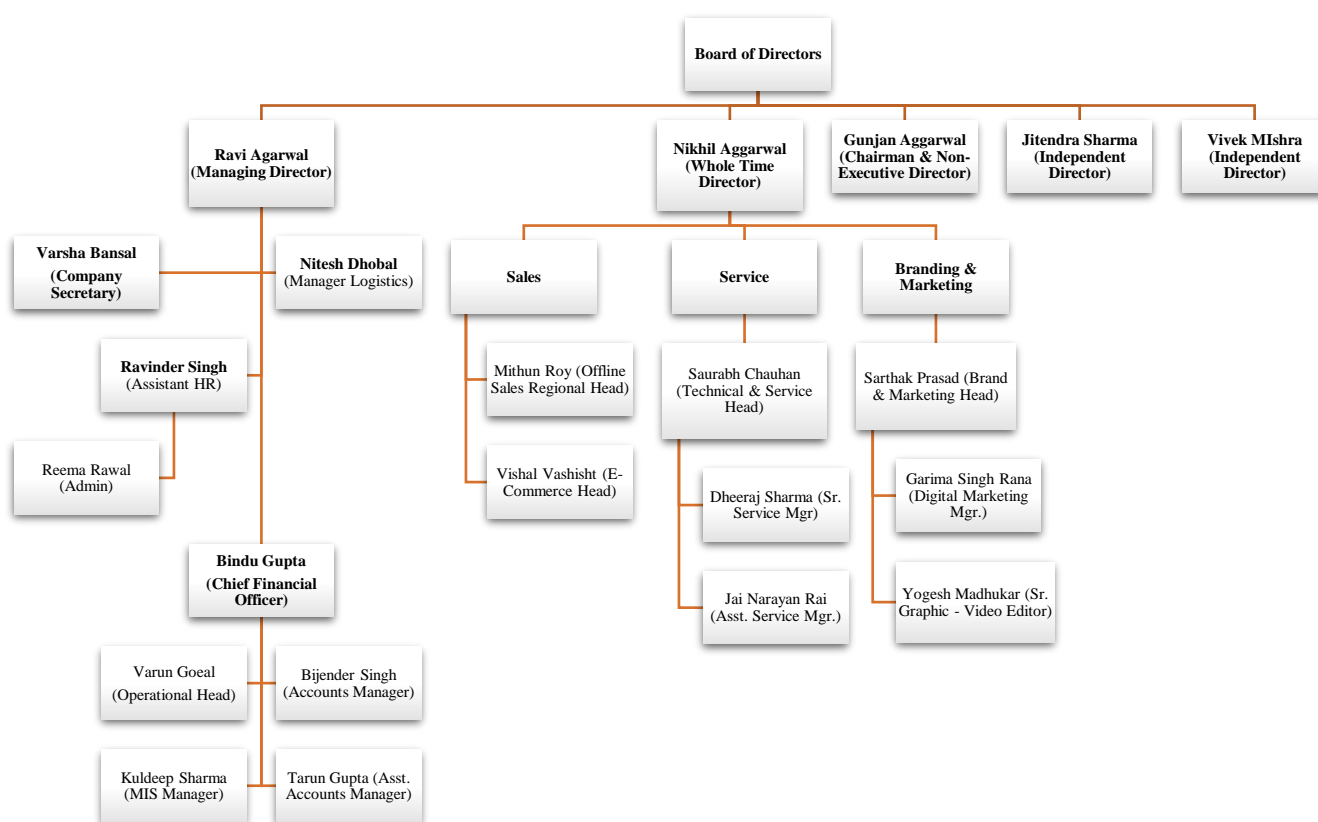 Board of Directors
Ravi Agarwal
(Managing Director)
Nikhil Aggarwal
(Whole Time
Director)
Gunjan Aggarwal
(Chairman & Non-
Executive Director)
Jitendra Sharma
(Independent
Director)
Vivek MIshra
(Independent
Director)
Varsha Bansal
(Company
Secretary)
Nitesh Dhobal
(Manager Logistics)
Ravinder Singh
(Assistant HR)
Reema Rawal
(Admin)
Bindu Gupta
(Chief Financial
Officer)
Varun Goeal
(Operational Head)
Bijender Singh
(Accounts Manager)
Kuldeep Sharma
(MIS Manager)
Tarun Gupta (Asst.
Accounts Manager)
Sales
Mithun Roy (Offline
Sales Regional Head)
Vishal Vashisht (E-
Commerce Head)
Service
Saurabh Chauhan
(Technical & Service
Head)
Dheeraj Sharma (Sr.
Service Mgr)
Jai Narayan Rai
(Asst. Service Mgr.)
Branding &
Marketing
Sarthak Prasad (Brand
& Marketing Head)
Garima Singh Rana
(Digital Marketing
Mgr.)
Yogesh Madhukar (Sr.
Graphic - Video Editor)